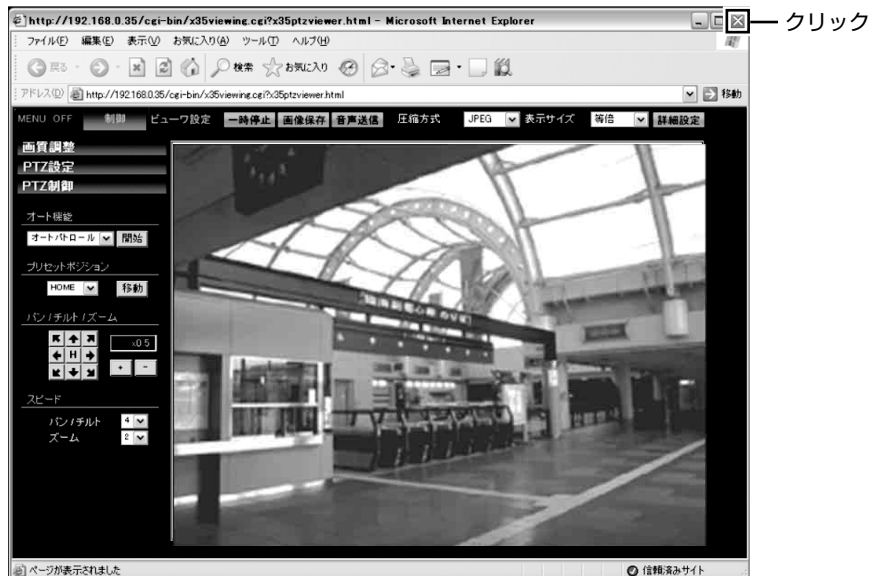 http://192.168.0.35/cgi-bin/x35viewing.cgi?x35ptzviewer.html - Microsoft Internet Explorer
クリック
ファイル(F) 編集(E) 表示(V) お気に入り(A) ツール(T) ヘルプ(H)
戻る 検索 お気に入り
アドレス(D) http://192.168.0.35/cgi-bin/x35viewing.cgi?x35ptzviewer.html 移動
MENU OFF 制御 ビューワ設定 一時停止 画像保存 音声送信 圧縮方式 JPEG 表示サイズ 等倍 詳細設定
画質調整
PTZ設定
PTZ制御
オート機能
オートパトロール 開始
プリセットポジション
HOME 移動
パン / チルト / ズーム
x0.5
H
+ -
スピード
パン / チルト 4
ズーム 2
ページが表示されました 信頼済みサイト